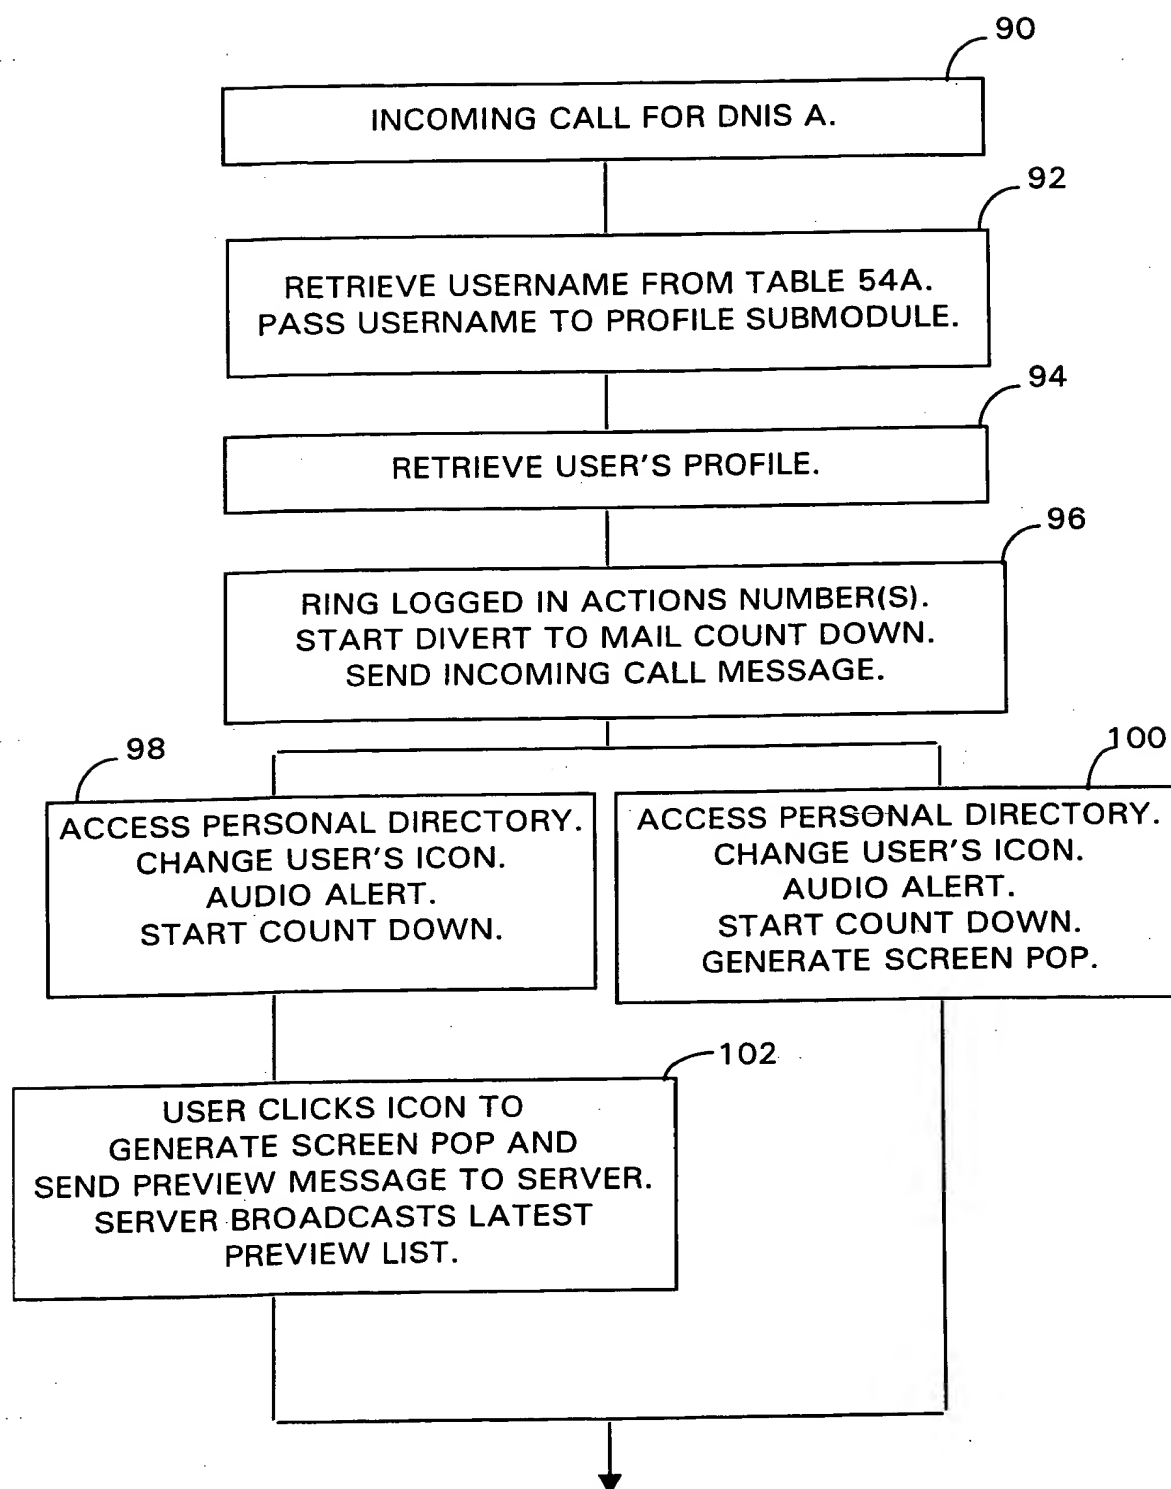 90
INCOMING CALL FOR DNIS A.
92
RETRIEVE USERNAME FROM TABLE 54A.
PASS USERNAME TO PROFILE SUBMODULE.
94
RETRIEVE USER'S PROFILE.
96
RING LOGGED IN ACTIONS NUMBER(S).
START DIVERT TO MAIL COUNT DOWN.
SEND INCOMING CALL MESSAGE.
98
ACCESS PERSONAL DIRECTORY.
CHANGE USER'S ICON.
AUDIO ALERT.
START COUNT DOWN.
100
ACCESS PERSONAL DIRECTORY.
CHANGE USER'S ICON.
AUDIO ALERT.
START COUNT DOWN.
GENERATE SCREEN POP.
102
USER CLICKS ICON TO
GENERATE SCREEN POP AND
SEND PREVIEW MESSAGE TO SERVER.
SERVER BROADCASTS LATEST
PREVIEW LIST.